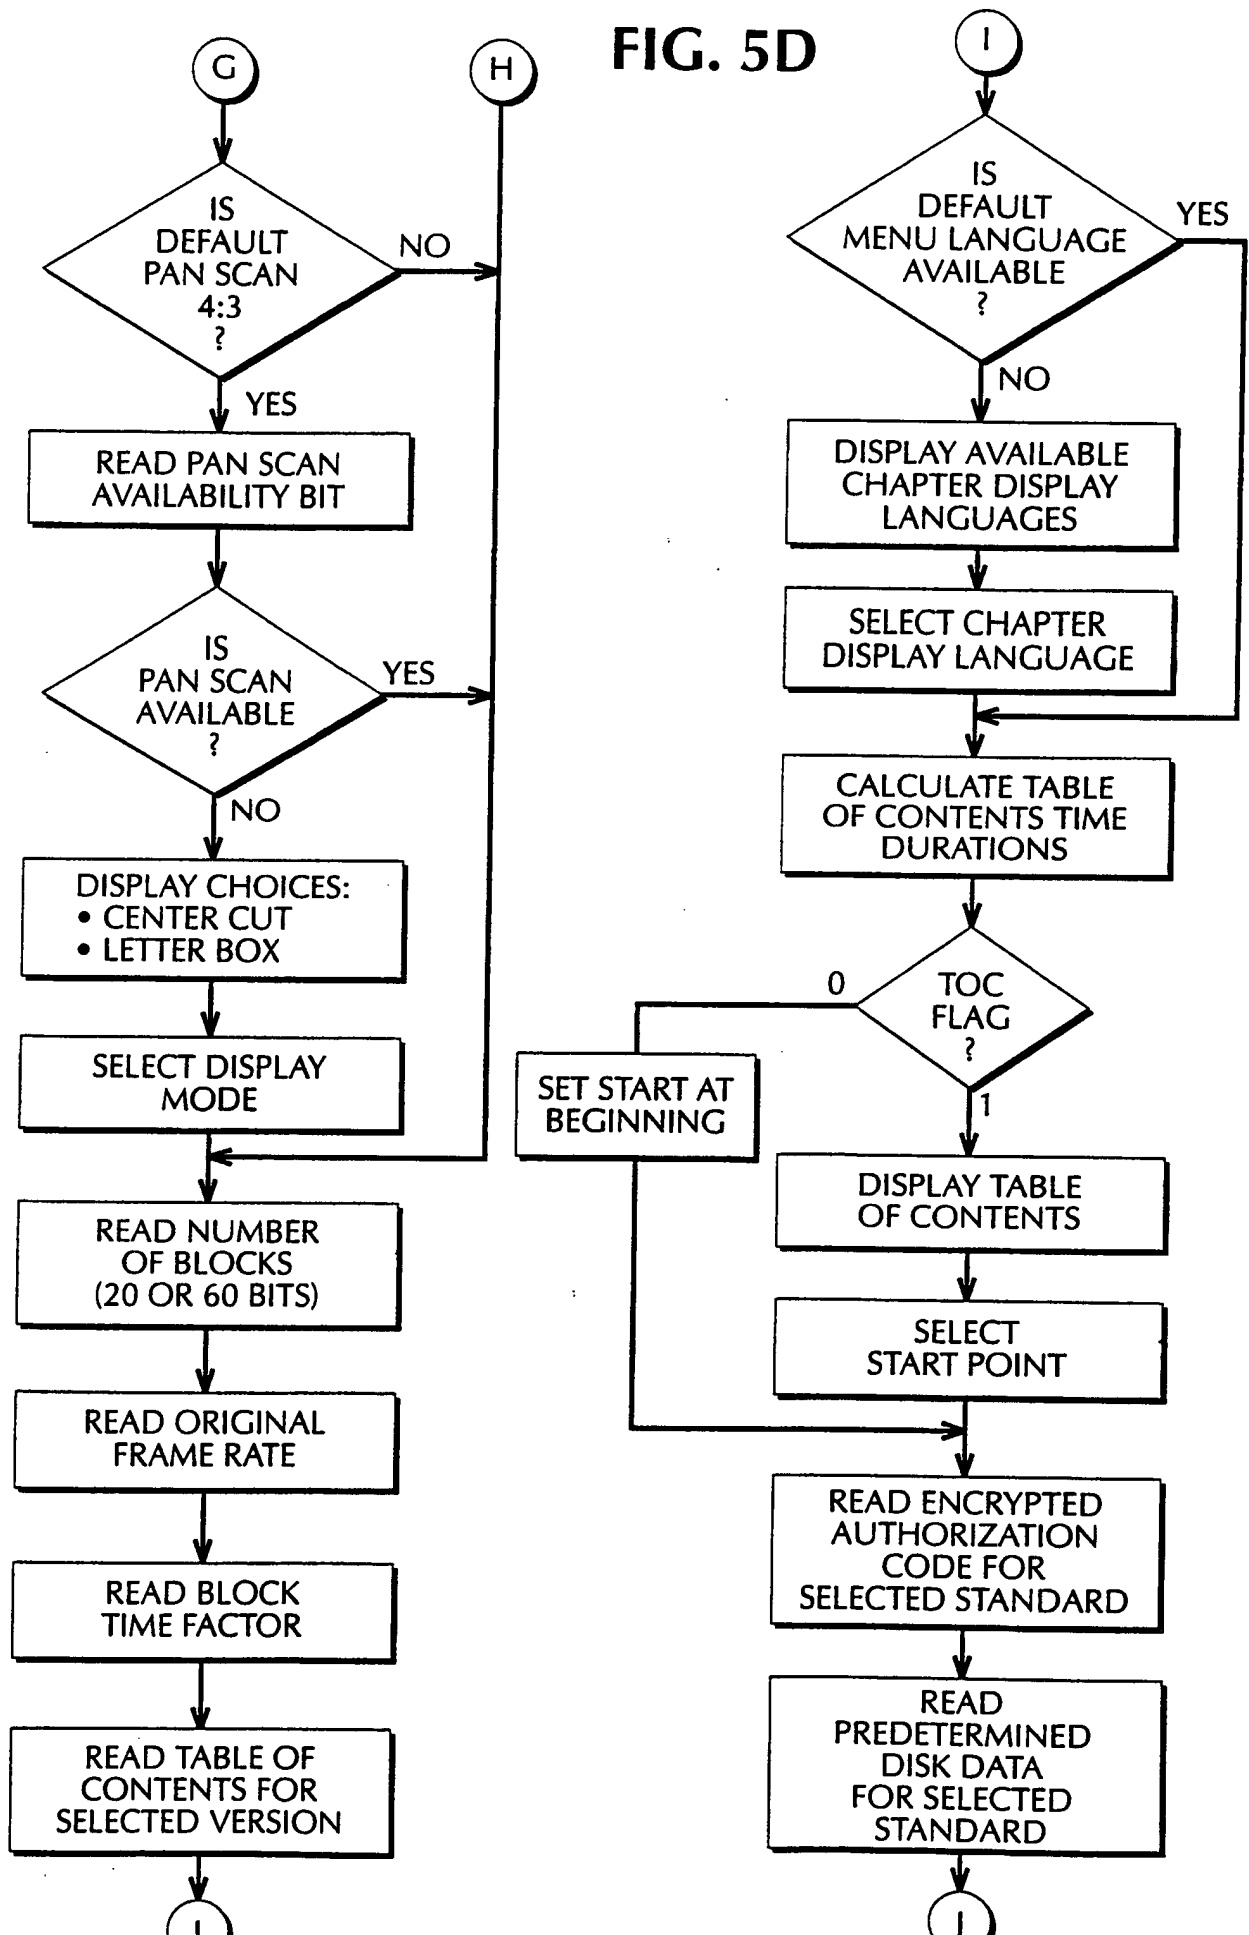 FIG. 5D
G
H
IS
DEFAULT
PAN SCAN
4:3
?
NO
YES
READ PAN SCAN
AVAILABILITY BIT
IS
PAN SCAN
AVAILABLE
?
YES
NO
DISPLAY CHOICES:
• CENTER CUT
• LETTER BOX
SELECT DISPLAY
MODE
READ NUMBER
OF BLOCKS
(20 OR 60 BITS)
READ ORIGINAL
FRAME RATE
READ BLOCK
TIME FACTOR
READ TABLE OF
CONTENTS FOR
SELECTED VERSION
I
IS
DEFAULT
MENU LANGUAGE
AVAILABLE
?
YES
NO
DISPLAY AVAILABLE
CHAPTER DISPLAY
LANGUAGES
SELECT CHAPTER
DISPLAY LANGUAGE
CALCULATE TABLE
OF CONTENTS TIME
DURATIONS
TOC
FLAG
?
0
1
SET START AT
BEGINNING
DISPLAY TABLE
OF CONTENTS
SELECT
START POINT
READ ENCRYPTED
AUTHORIZATION
CODE FOR
SELECTED STANDARD
READ
PREDETERMINED
DISK DATA
FOR SELECTED
STANDARD